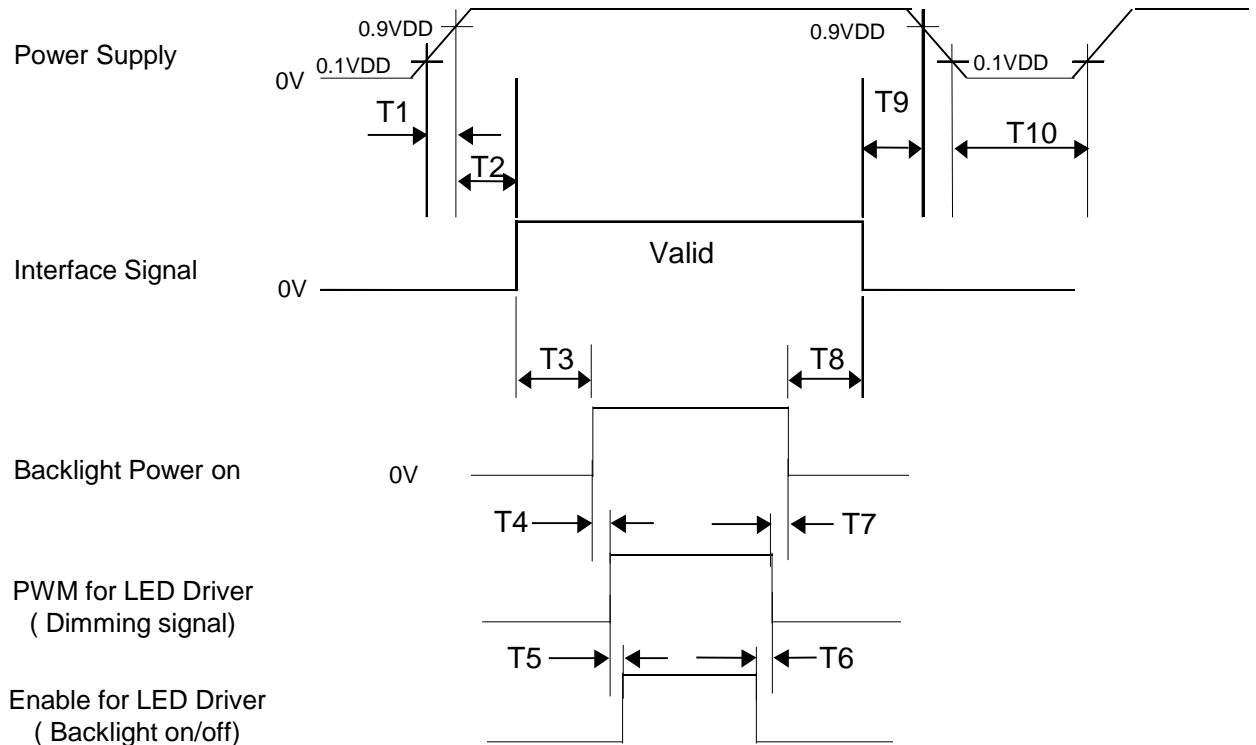 0.9VDD
0.9VDD
Power Supply
0.1VDD
0.1VDD
0V
T1
T9
T10
T2
Valid
Interface Signal
0V
T3
T8
Backlight Power on
0V
T4
T7
PWM for LED Driver
( Dimming signal)
T5
T6
Enable for LED Driver
( Backlight on/off)